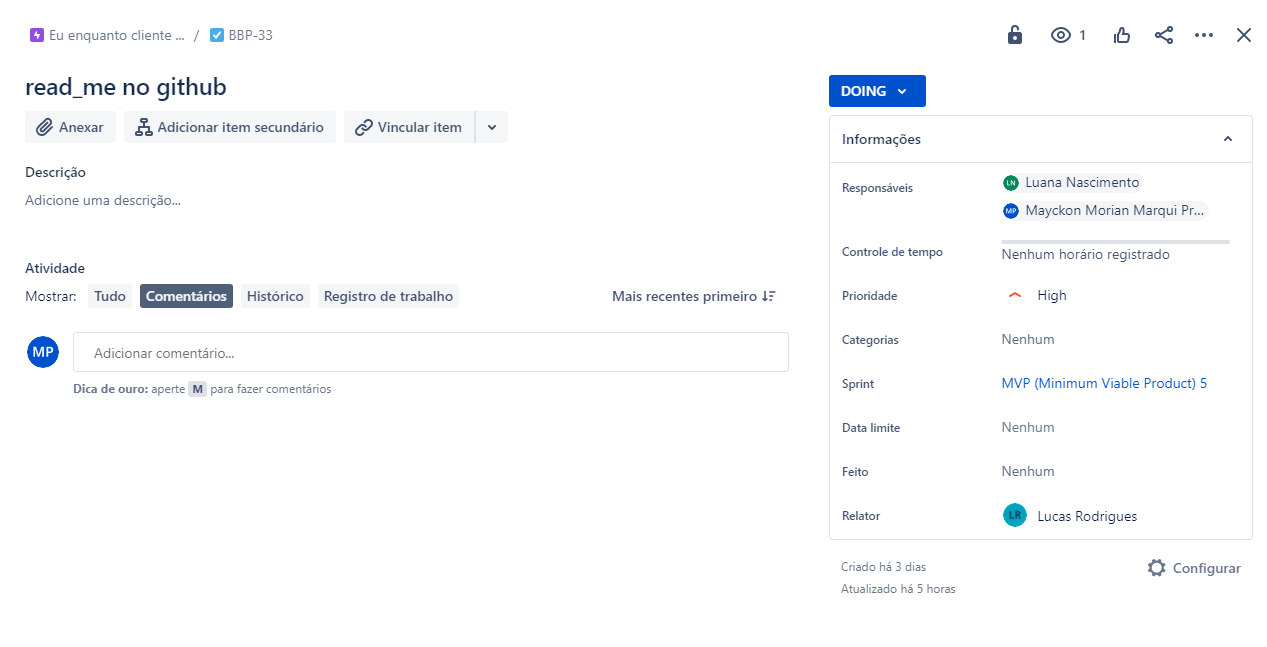 Eu enquanto cliente ... / BBP-33
1
read_me no github
Anexar
Adicionar item secundário
Vincular item
Descrição
Adicione uma descrição...
Atividade
Mostrar: Tudo Comentários Histórico Registro de trabalho Mais recentes primeiro
MP
Adicionar comentário...
Dica de ouro: aperte M para fazer comentários
DOING
Informações
Responsáveis
LN Luana Nascimento
MP Mayckon Morian Marqui Pr...
Controle de tempo
Nenhum horário registrado
Prioridade
High
Categorias
Nenhum
Sprint
MVP (Minimum Viable Product) 5
Data limite
Nenhum
Feito
Nenhum
Relator
LR Lucas Rodrigues
Criado há 3 dias
Configurar
Atualizado há 5 horas